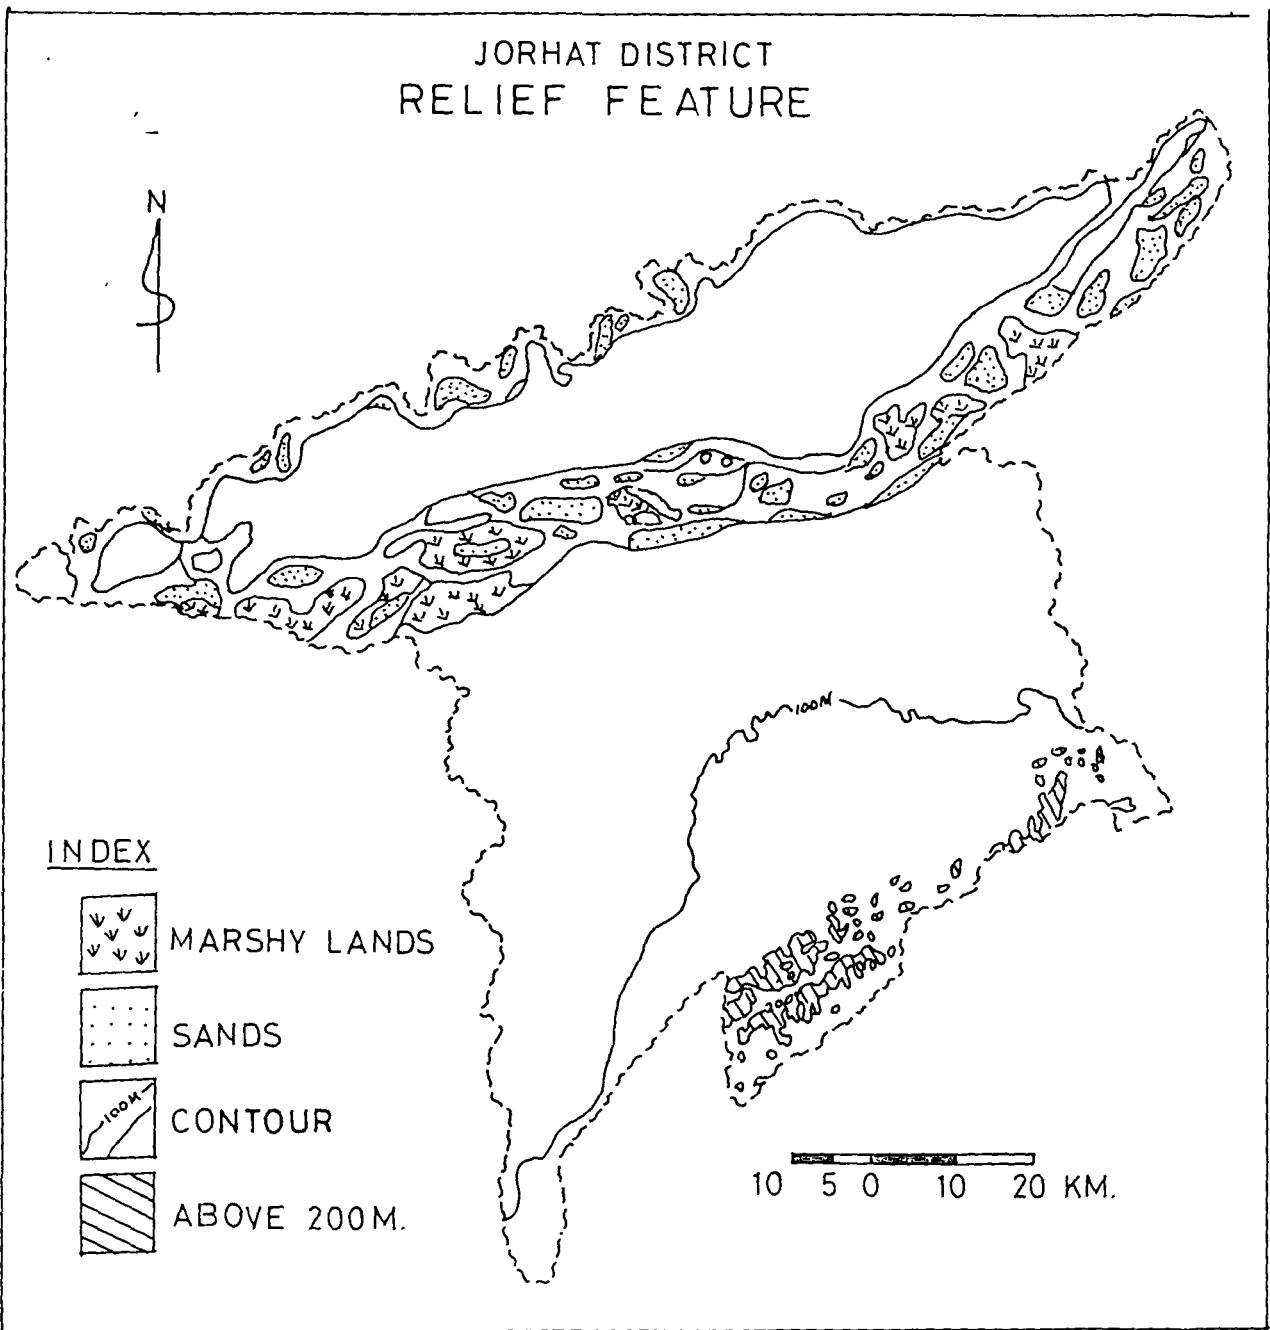 JORHAT DISTRICT
RELIEF FEATURE
N
100M
INDEX
MARSHY LANDS
SANDS
100M
CONTOUR
ABOVE 200M.
10 5 0 10 20 KM.